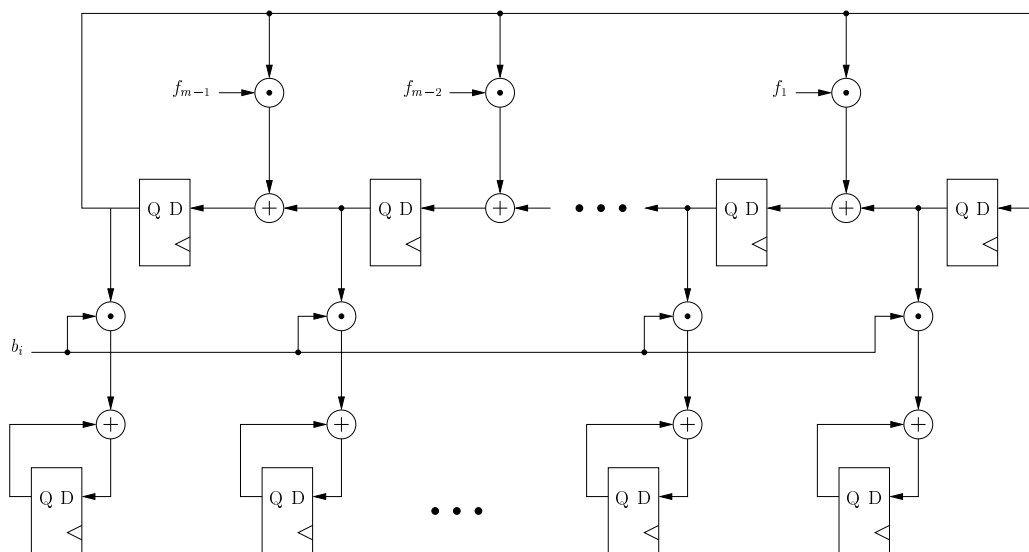 f_{m-1}
f_{m-2}
f_1
Q D
Q D
Q D
Q D
b_i
Q D
Q D
Q D
Q D